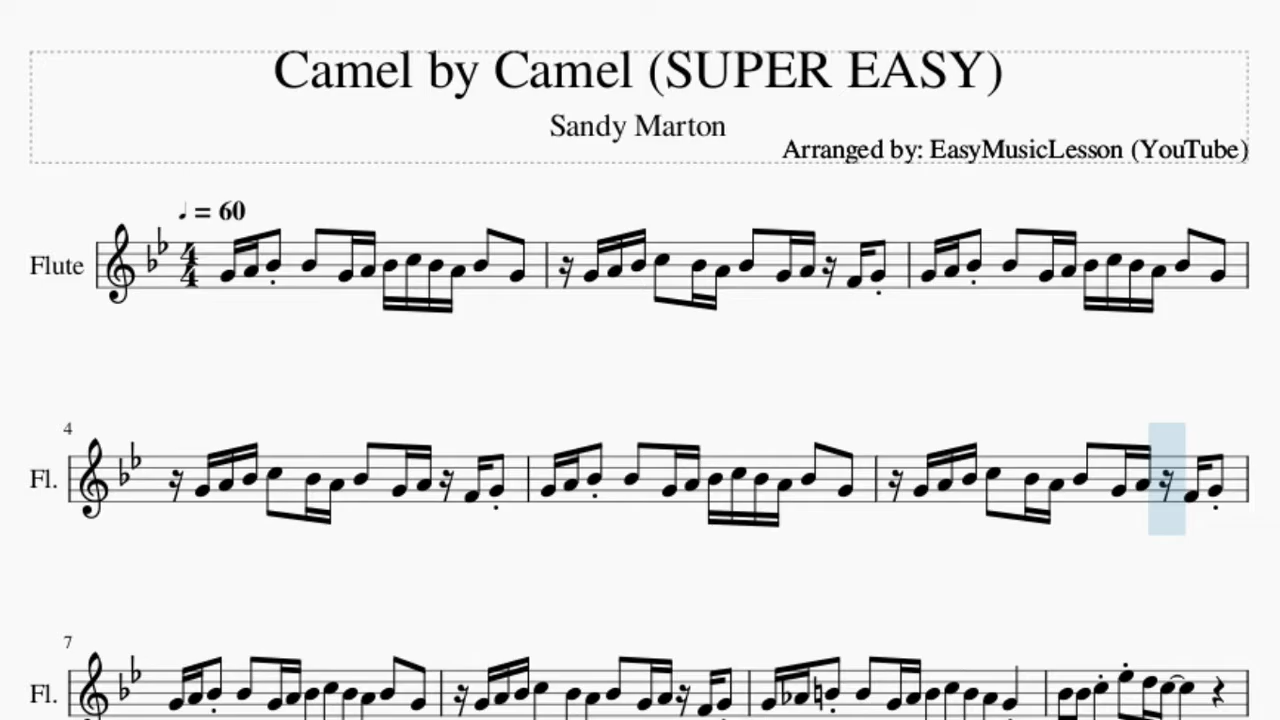 Camel by Camel (SUPER EASY)
Sandy Marton
Arranged by: EasyMusicLesson (YouTube)
♩ = 60
Flute
4
Fl.
7
Fl.